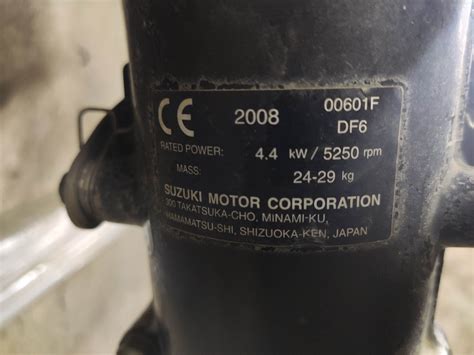 CE 2008 00601F
DF6
RATED POWER: 4.4 kW / 5250 rpm
MASS: 24-29 kg
SUZUKI MOTOR CORPORATION
300 TAKATSUKA-CHO, MINAMI-KU,
HAMAMATSU-SHI, SHIZUOKA-KEN, JAPAN